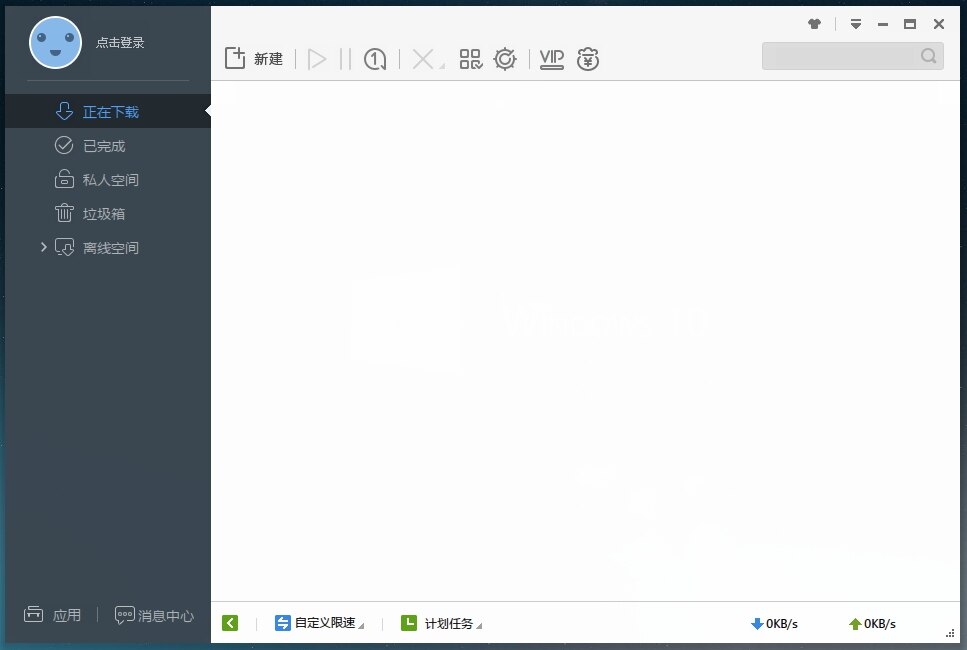 点击登录
新建
VIP
正在下载
已完成
私人空间
垃圾箱
离线空间
应用
消息中心
自定义限速
计划任务
0KB/s
0KB/s